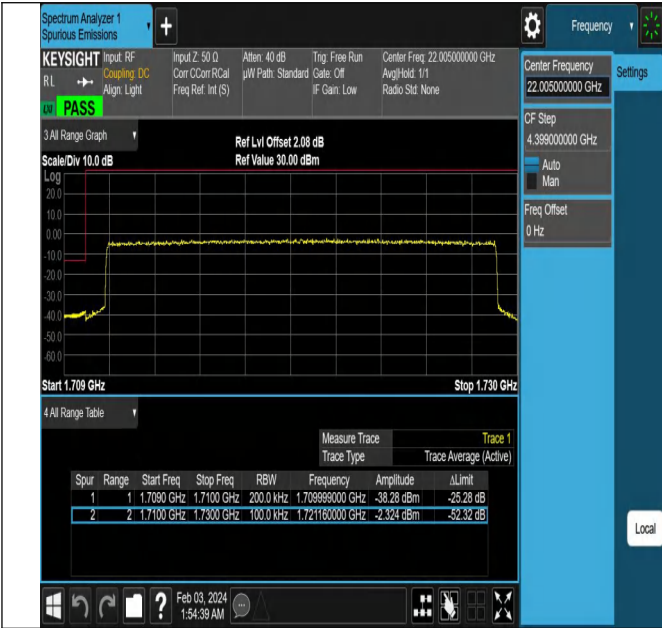 Spectrum Analyzer 1
Spurious Emissions
+
Frequency
KEYSIGHT
RL
LXI PASS
Input: RF
Coupling: DC
Align: Light
Input Z: 50 Ω
Corr CCorr RCal
Freq Ref: Int (S)
Atten: 40 dB
µW Path: Standard
Trig: Free Run
Gate: Off
IF Gain: Low
Center Freq: 22.005000000 GHz
Avg|Hold: 1/1
Radio Std: None
Center Frequency
22.005000000 GHz
Settings
CF Step
4.399000000 GHz
Auto
Man
Freq Offset
0 Hz
3 All Range Graph
Scale/Div 10.0 dB
Ref Lvl Offset 2.08 dB
Ref Value 30.00 dBm
Log
20.0
10.0
0.00
-10.0
-20.0
-30.0
-40.0
-50.0
-60.0
Start 1.709 GHz
Stop 1.730 GHz
4 All Range Table
Measure Trace Trace 1
Trace Type Trace Average (Active)
Spur Range Start Freq Stop Freq RBW Frequency Amplitude ΔLimit
1 1 1.7090 GHz 1.7100 GHz 200.0 kHz 1.709999000 GHz -38.28 dBm -25.28 dB
2 2 1.7100 GHz 1.7300 GHz 100.0 kHz 1.721160000 GHz -2.324 dBm -52.32 dB
Local
?
Feb 03, 2024
1:54:39 AM